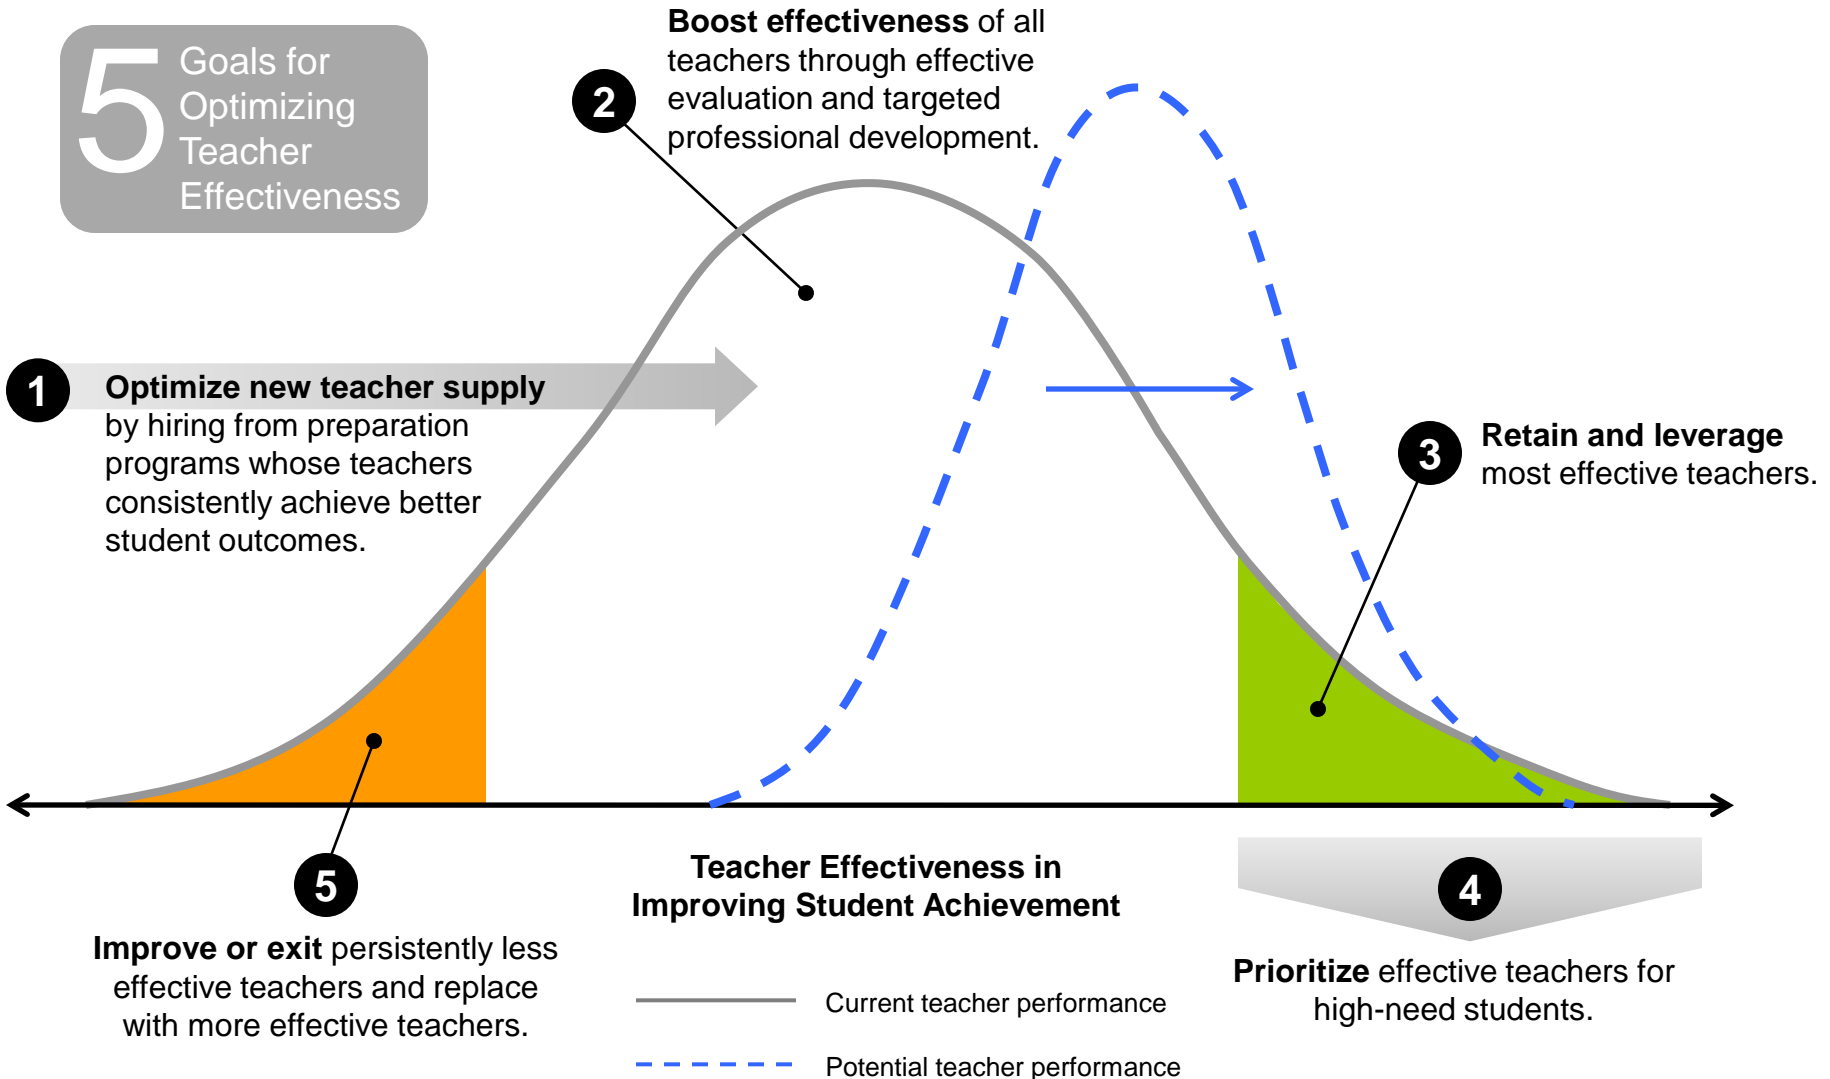 5
Goals for
Optimizing
Teacher
Effectiveness
2
Boost effectiveness of all
teachers through effective
evaluation and targeted
professional development.
1
Optimize new teacher supply
by hiring from preparation
programs whose teachers
consistently achieve better
student outcomes.
3
Retain and leverage
most effective teachers.
5
Improve or exit persistently less
effective teachers and replace
with more effective teachers.
Teacher Effectiveness in
Improving Student Achievement
Current teacher performance
Potential teacher performance
4
Prioritize effective teachers for
high-need students.